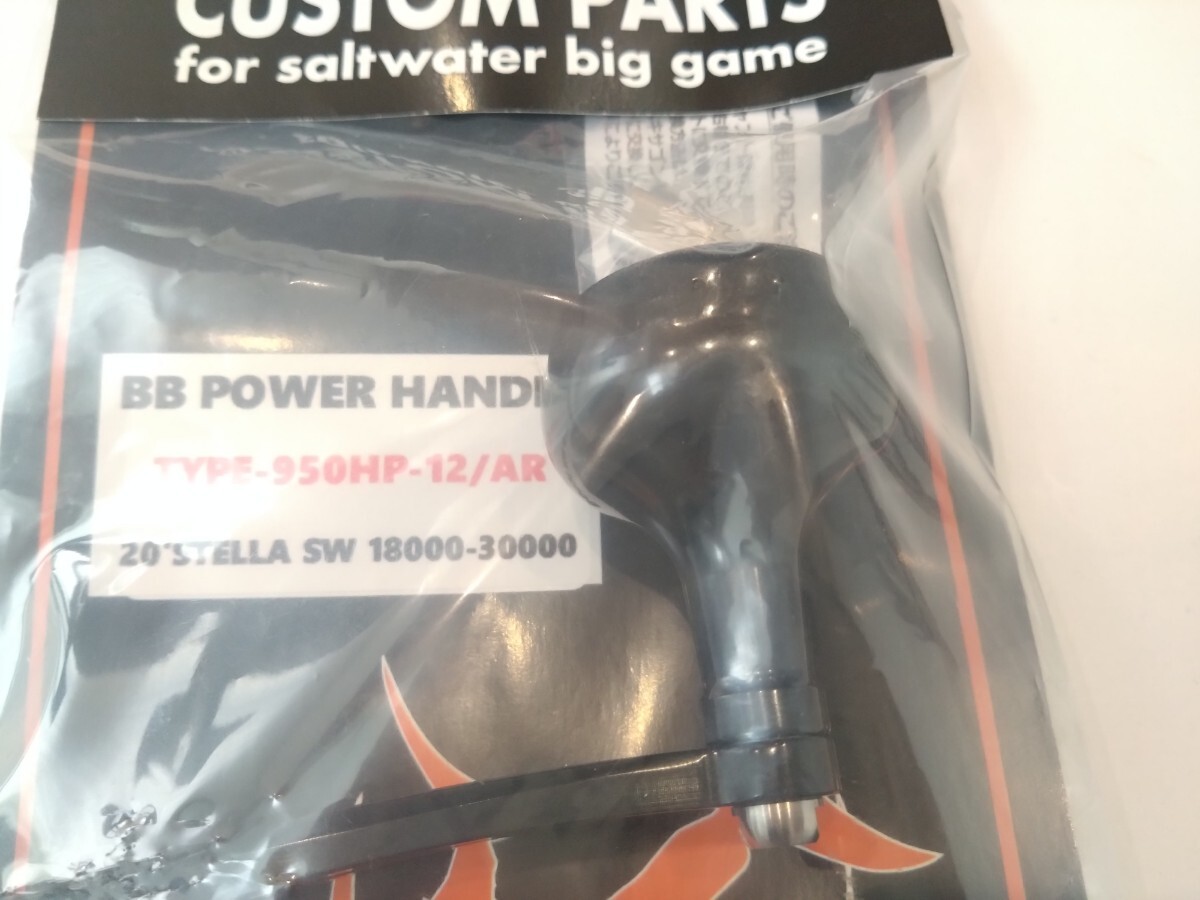 CUSTOM PARTS
for saltwater big game
BB POWER HANDL
TYPE-950HP-12/AR
20'STELLA SW 18000-30000